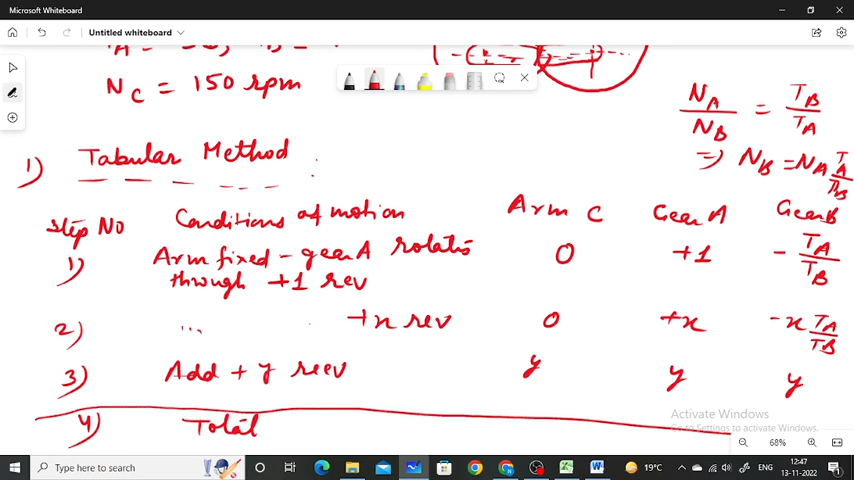 Microsoft Whiteboard
Untitled whiteboard
N_C = 150 rpm
N_A/N_B = T_B/T_A
⇒ N_B = N_A T_A/T_B
1) Tabular Method
Step No Conditions of motion Arm C Gear A Gear B
1) Arm fixed - gear A rotatio 0 +1 - T_A/T_B
through +1 rev
2) ... +x rev 0 +x -x T_A/T_B
3) Add + y reev y y y
4) Total
Activate Windows
Go to Settings to activate Windows.
68%
Type here to search
19°C
ENG
12:47
13-11-2022